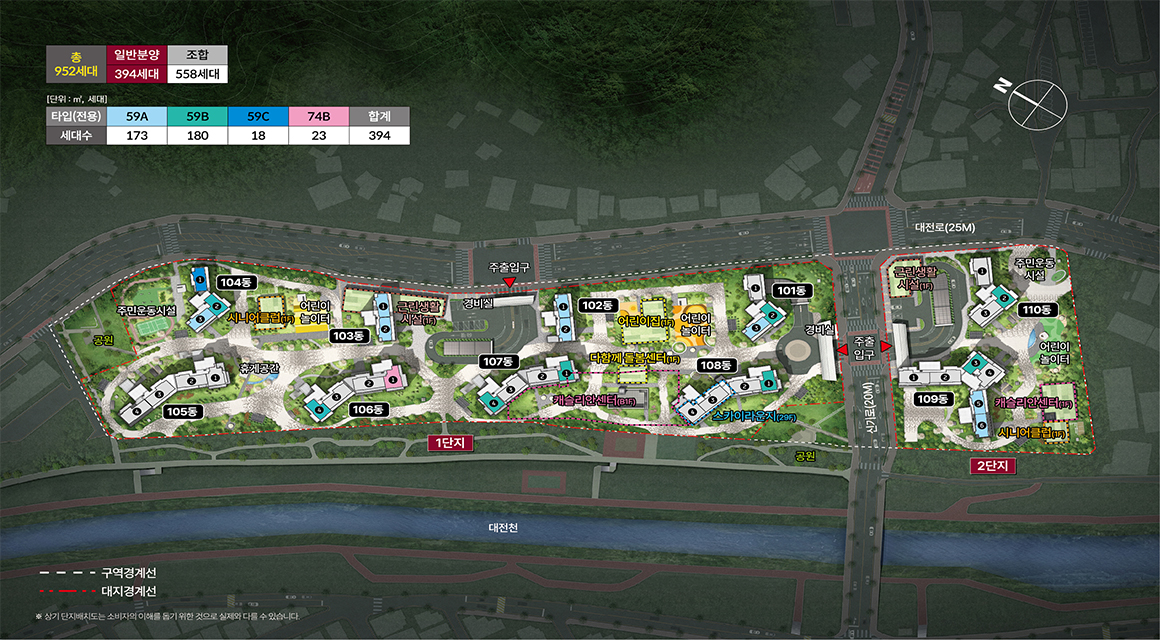 총
952세대
일반분양
394세대
조합
558세대
[단위 : ㎡, 세대]
타입(전용) 59A 59B 59C 74B 합계
세대수 173 180 18 23 394
N
대전로(25M)
주출입구
104동
주민운동시설
시니어클럽(1F)
어린이
놀이터
103동
근린생활
시설(1F)
경비실
102동
어린이집(1F)
어린이
놀이터
101동
경비실
근린생활
시설(1F)
주민운동
시설
110동
공원
휴게공간
107동
다함께 돌봄센터(1F)
108동
주출
입구
어린이
놀이터
105동
106동
캐슬리안센터(B1F)
스카이라운지(29F)
신기로(20M)
109동
캐슬리안센터(1F)
시니어클럽(1F)
1단지
공원
2단지
대전천
구역경계선
대지경계선
※ 상기 단지배치도는 소비자의 이해를 돕기 위한 것으로 실제와 다를 수 있습니다.